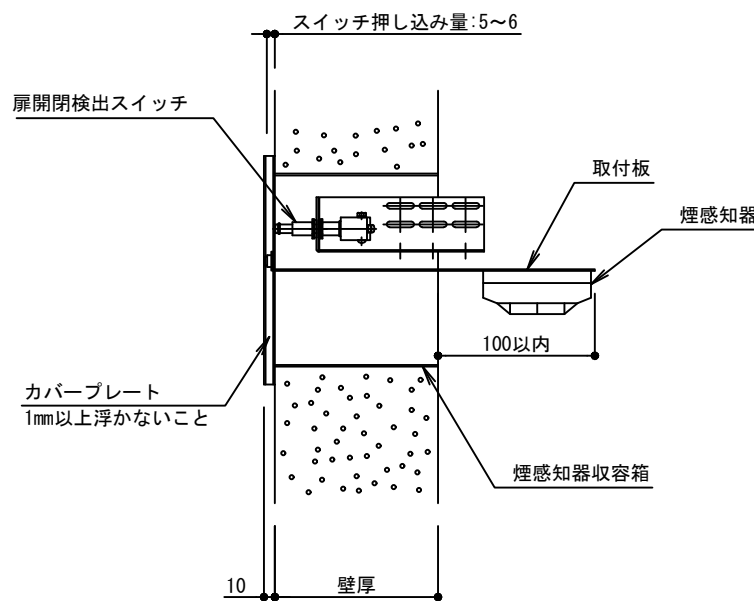 スイッチ押し込み量:5～6
扉開閉検出スイッチ
取付板
煙感知器
100以内
カバープレート
1mm以上浮かないこと
煙感知器収容箱
10
壁厚